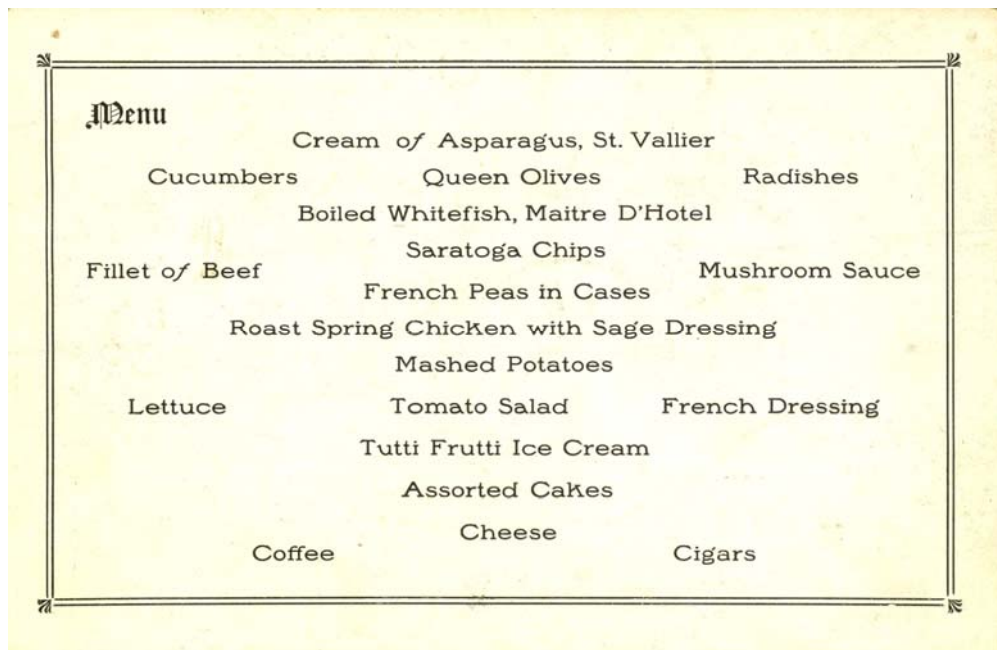 Menu
Cream of Asparagus, St. Vallier
Cucumbers Queen Olives Radishes
Boiled Whitefish, Maitre D'Hotel
Saratoga Chips
Fillet of Beef Mushroom Sauce
French Peas in Cases
Roast Spring Chicken with Sage Dressing
Mashed Potatoes
Lettuce Tomato Salad French Dressing
Tutti Frutti Ice Cream
Assorted Cakes
Cheese
Coffee Cigars